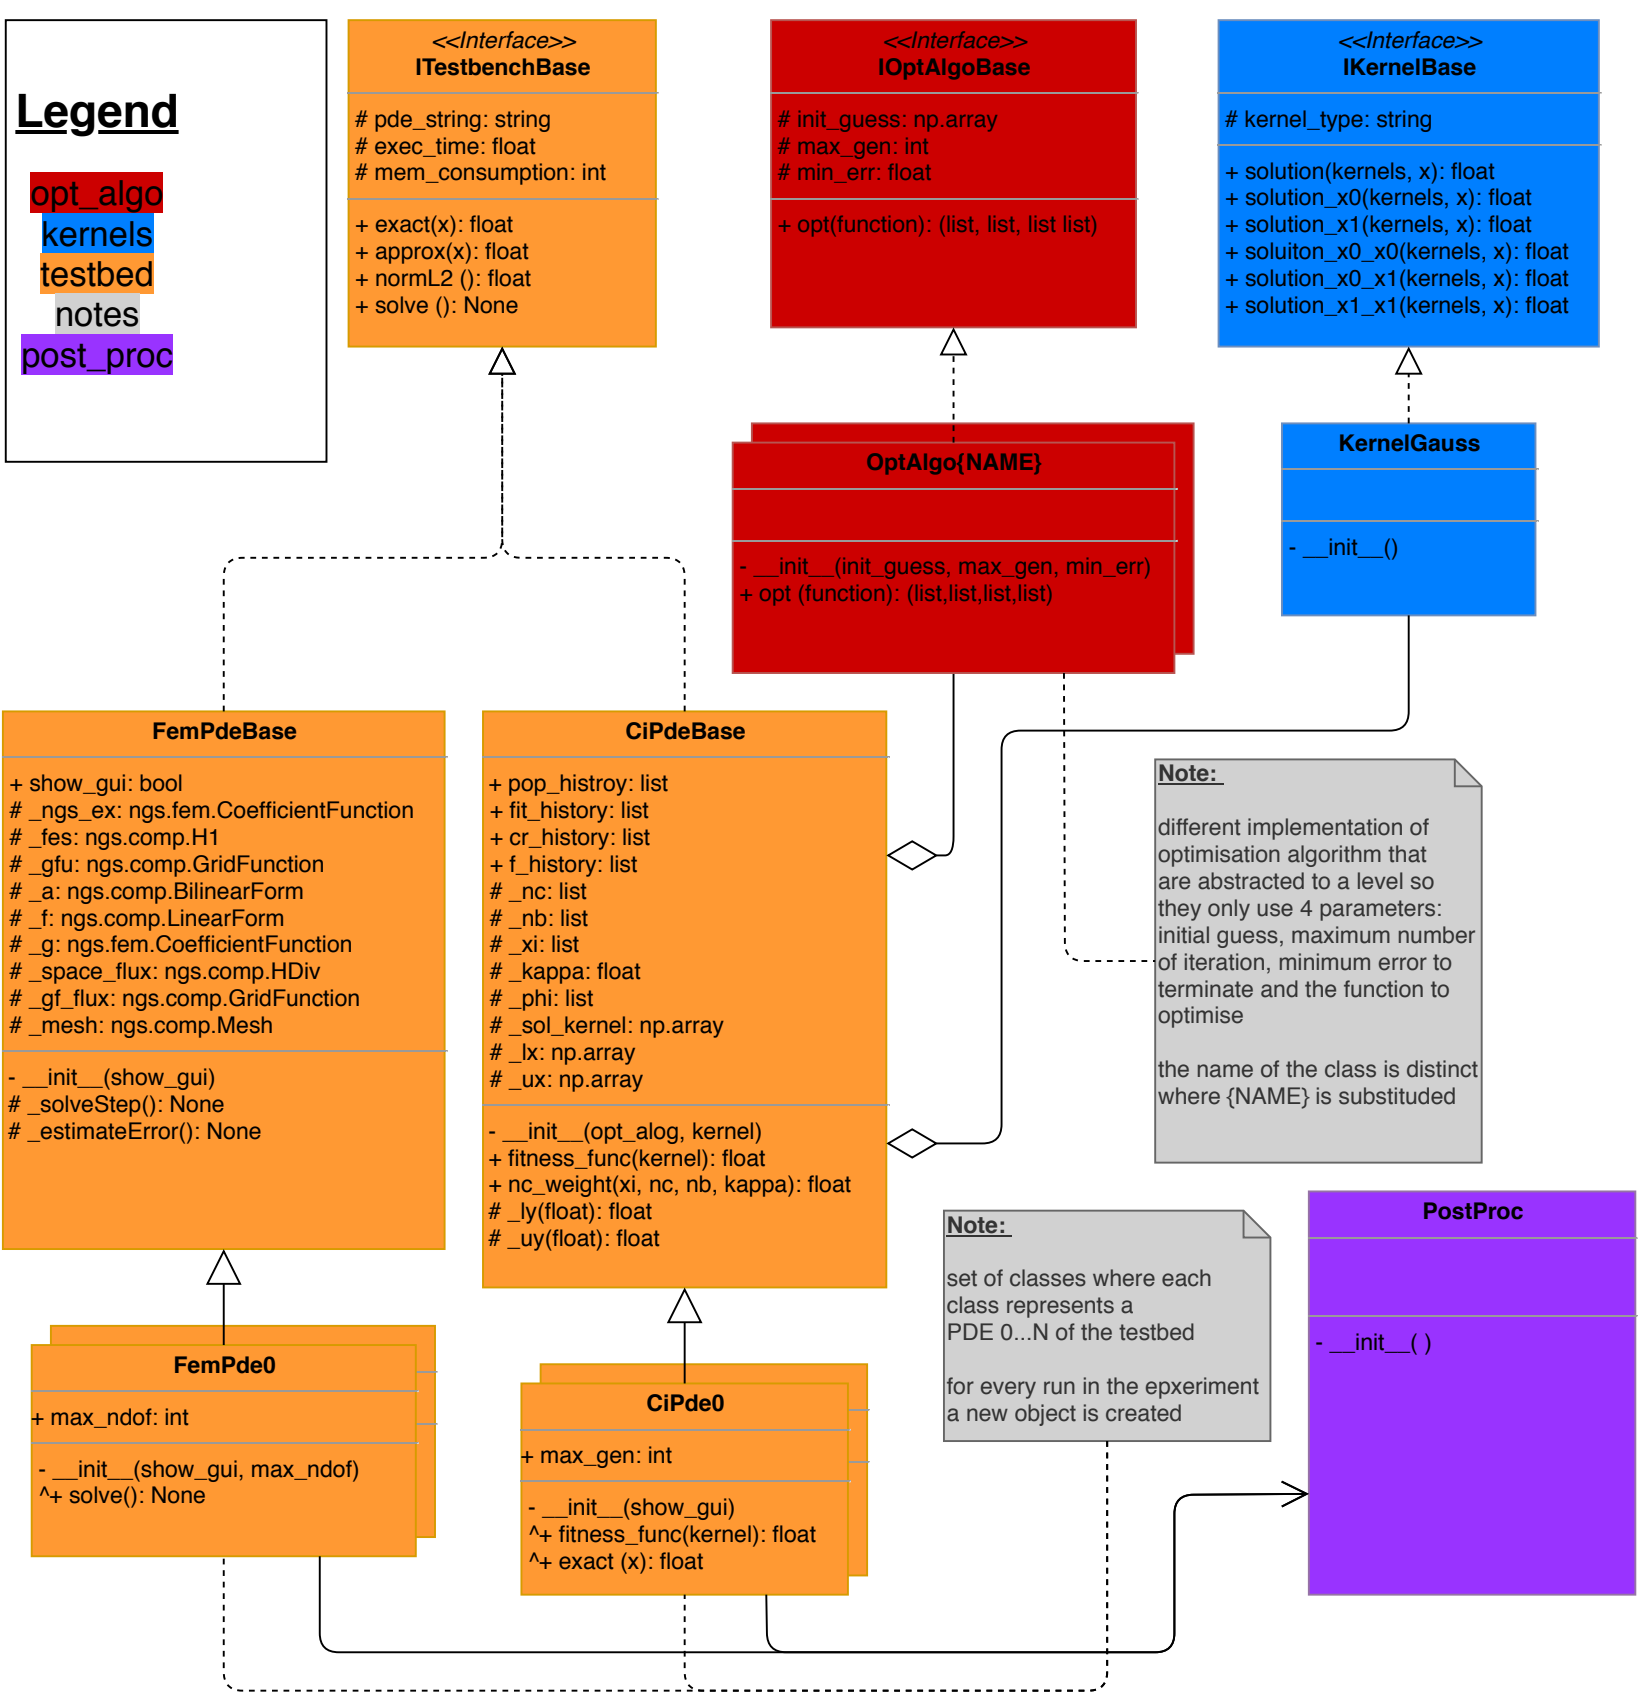 Legend
opt_algo
kernels
testbed
notes
post_proc
<<Interface>>
ITestbenchBase
# pde_string: string
# exec_time: float
# mem_consumption: int
+ exact(x): float
+ approx(x): float
+ normL2 (): float
+ solve (): None
<<Interface>>
IOptAlgoBase
# init_guess: np.array
# max_gen: int
# min_err: float
+ opt(function): (list, list, list list)
<<Interface>>
IKernelBase
# kernel_type: string
+ solution(kernels, x): float
+ solution_x0(kernels, x): float
+ solution_x1(kernels, x): float
+ soluiton_x0_x0(kernels, x): float
+ solution_x0_x1(kernels, x): float
+ solution_x1_x1(kernels, x): float
OptAlgo{NAME}
- __init__(init_guess, max_gen, min_err)
+ opt (function): (list,list,list,list)
KernelGauss
- __init__()
FemPdeBase
+ show_gui: bool
# _ngs_ex: ngs.fem.CoefficientFunction
# _fes: ngs.comp.H1
# _gfu: ngs.comp.GridFunction
# _a: ngs.comp.BilinearForm
# _f: ngs.comp.LinearForm
# _g: ngs.fem.CoefficientFunction
# _space_flux: ngs.comp.HDiv
# _gf_flux: ngs.comp.GridFunction
# _mesh: ngs.comp.Mesh
- __init__(show_gui)
# _solveStep(): None
# _estimateError(): None
CiPdeBase
+ pop_histroy: list
+ fit_history: list
+ cr_history: list
+ f_history: list
# _nc: list
# _nb: list
# _xi: list
# _kappa: float
# _phi: list
# _sol_kernel: np.array
# _lx: np.array
# _ux: np.array
- __init__(opt_alog, kernel)
+ fitness_func(kernel): float
+ nc_weight(xi, nc, nb, kappa): float
# _ly(float): float
# _uy(float): float
Note:
different implementation of
optimisation algorithm that
are abstracted to a level so
they only use 4 parameters:
initial guess, maximum number
of iteration, minimum error to
terminate and the function to
optimise
the name of the class is distinct
where {NAME} is substituded
Note:
set of classes where each
class represents a
PDE 0...N of the testbed
for every run in the epxeriment
a new object is created
PostProc
- __init__( )
FemPde0
+ max_ndof: int
- __init__(show_gui, max_ndof)
^+ solve(): None
CiPde0
+ max_gen: int
- __init__(show_gui)
^+ fitness_func(kernel): float
^+ exact (x): float